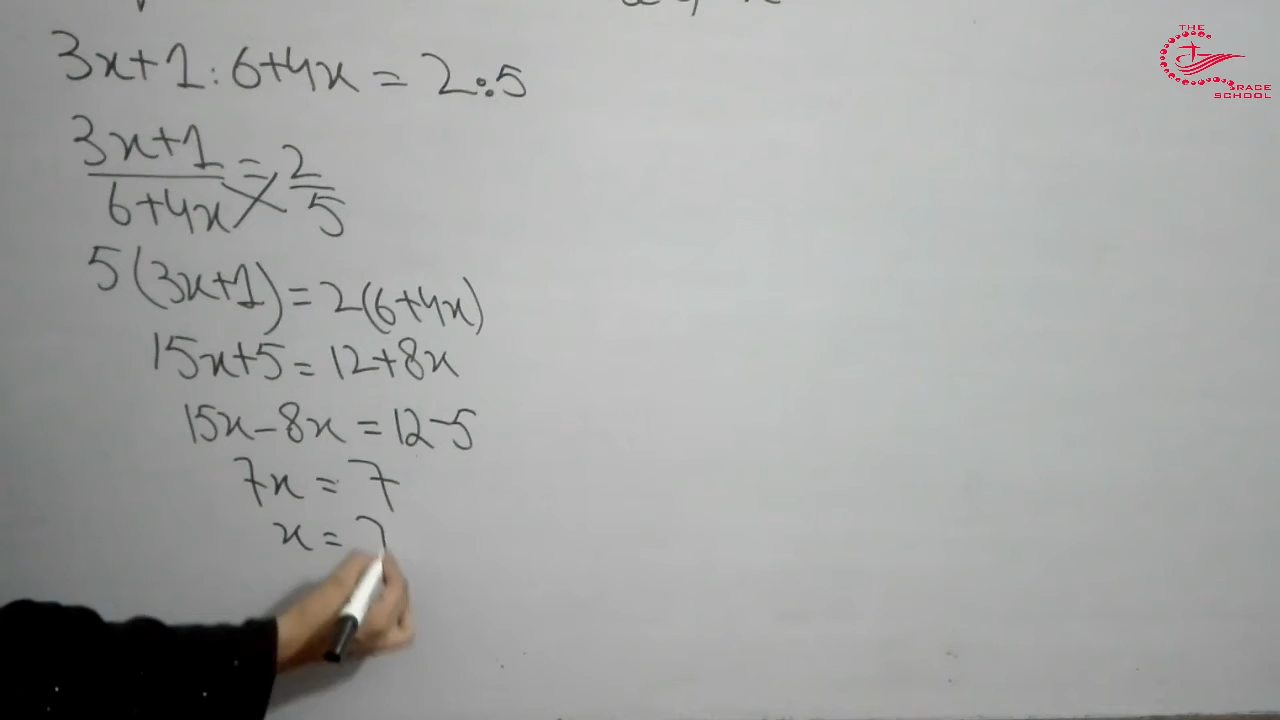 THE
GRACE
SCHOOL
3x+1:6+4x = 2:5
3x+1/6+4x = 2/5
5(3x+1)=2(6+4x)
15x+5=12+8x
15x-8x=12-5
7x=7
x=7